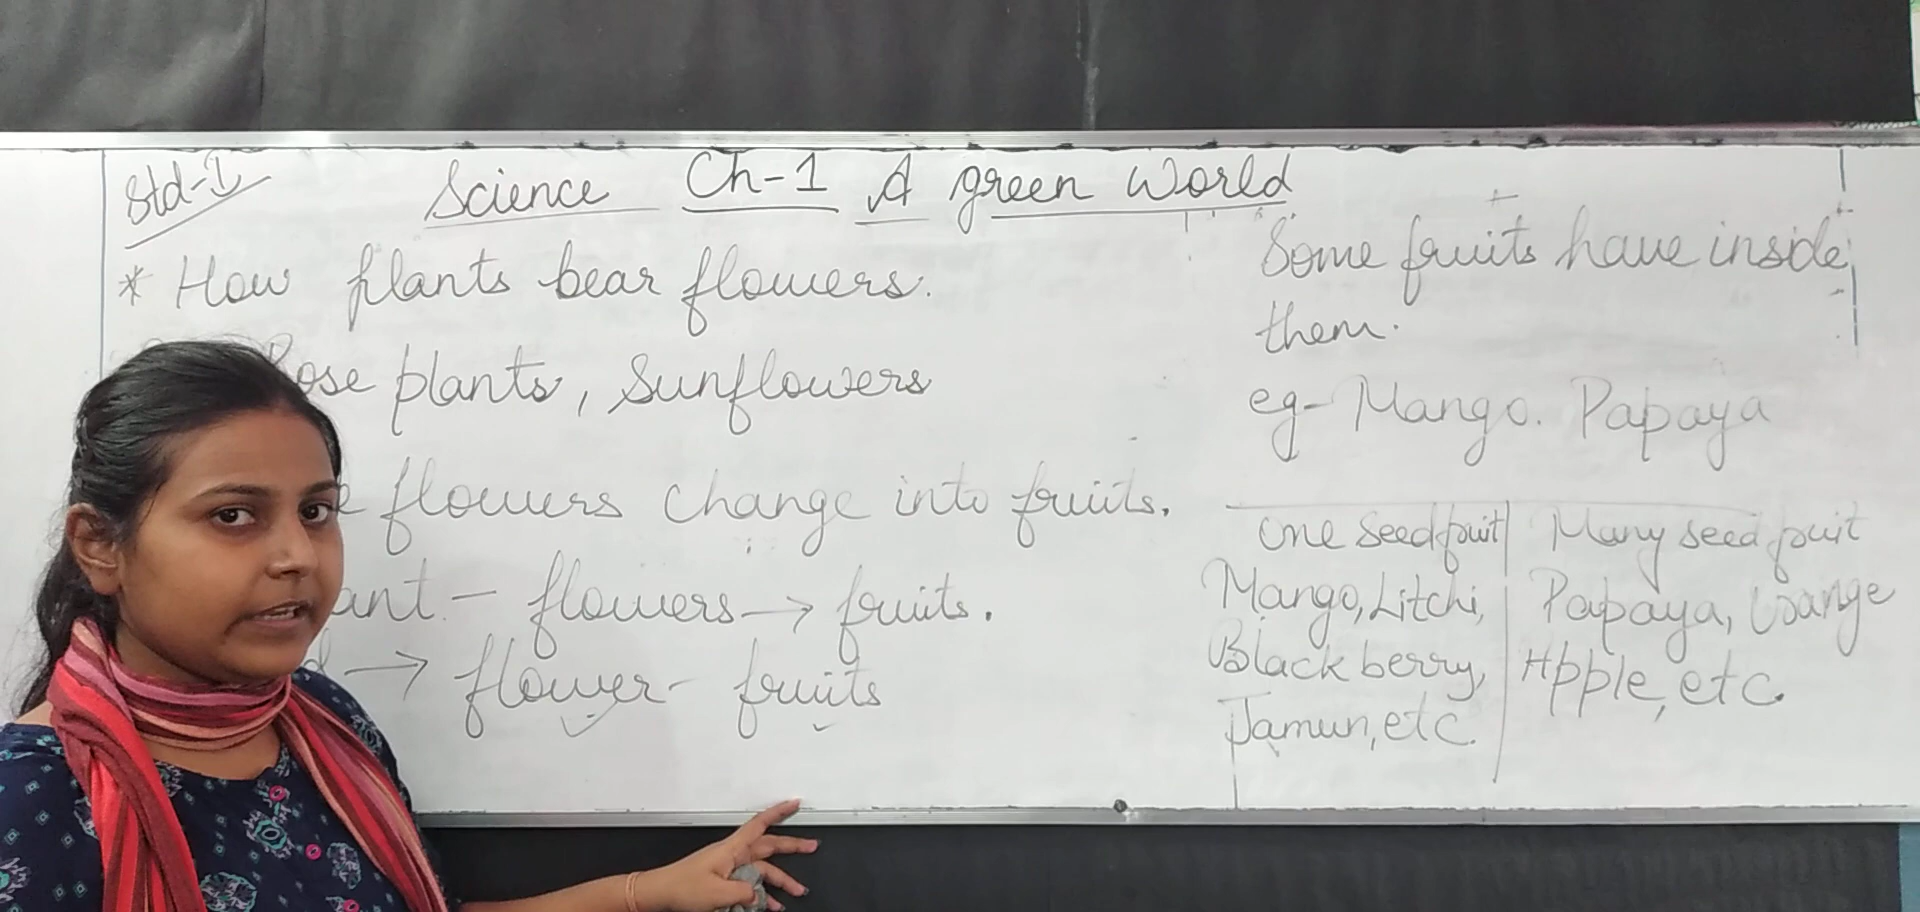 Std-I
Science Ch-1 A green World
* How plants bear flowers.
Rose plants, Sunflowers
flowers change into fruits.
ant - flowers → fruits.
→ flower - fruits
Some fruits have inside
them.
eg- Mango. Papaya
One Seed fruit
Mango, Litchi,
Black berry,
Jamun, etc.
Many seed fruit
Papaya, Orange
Apple, etc.